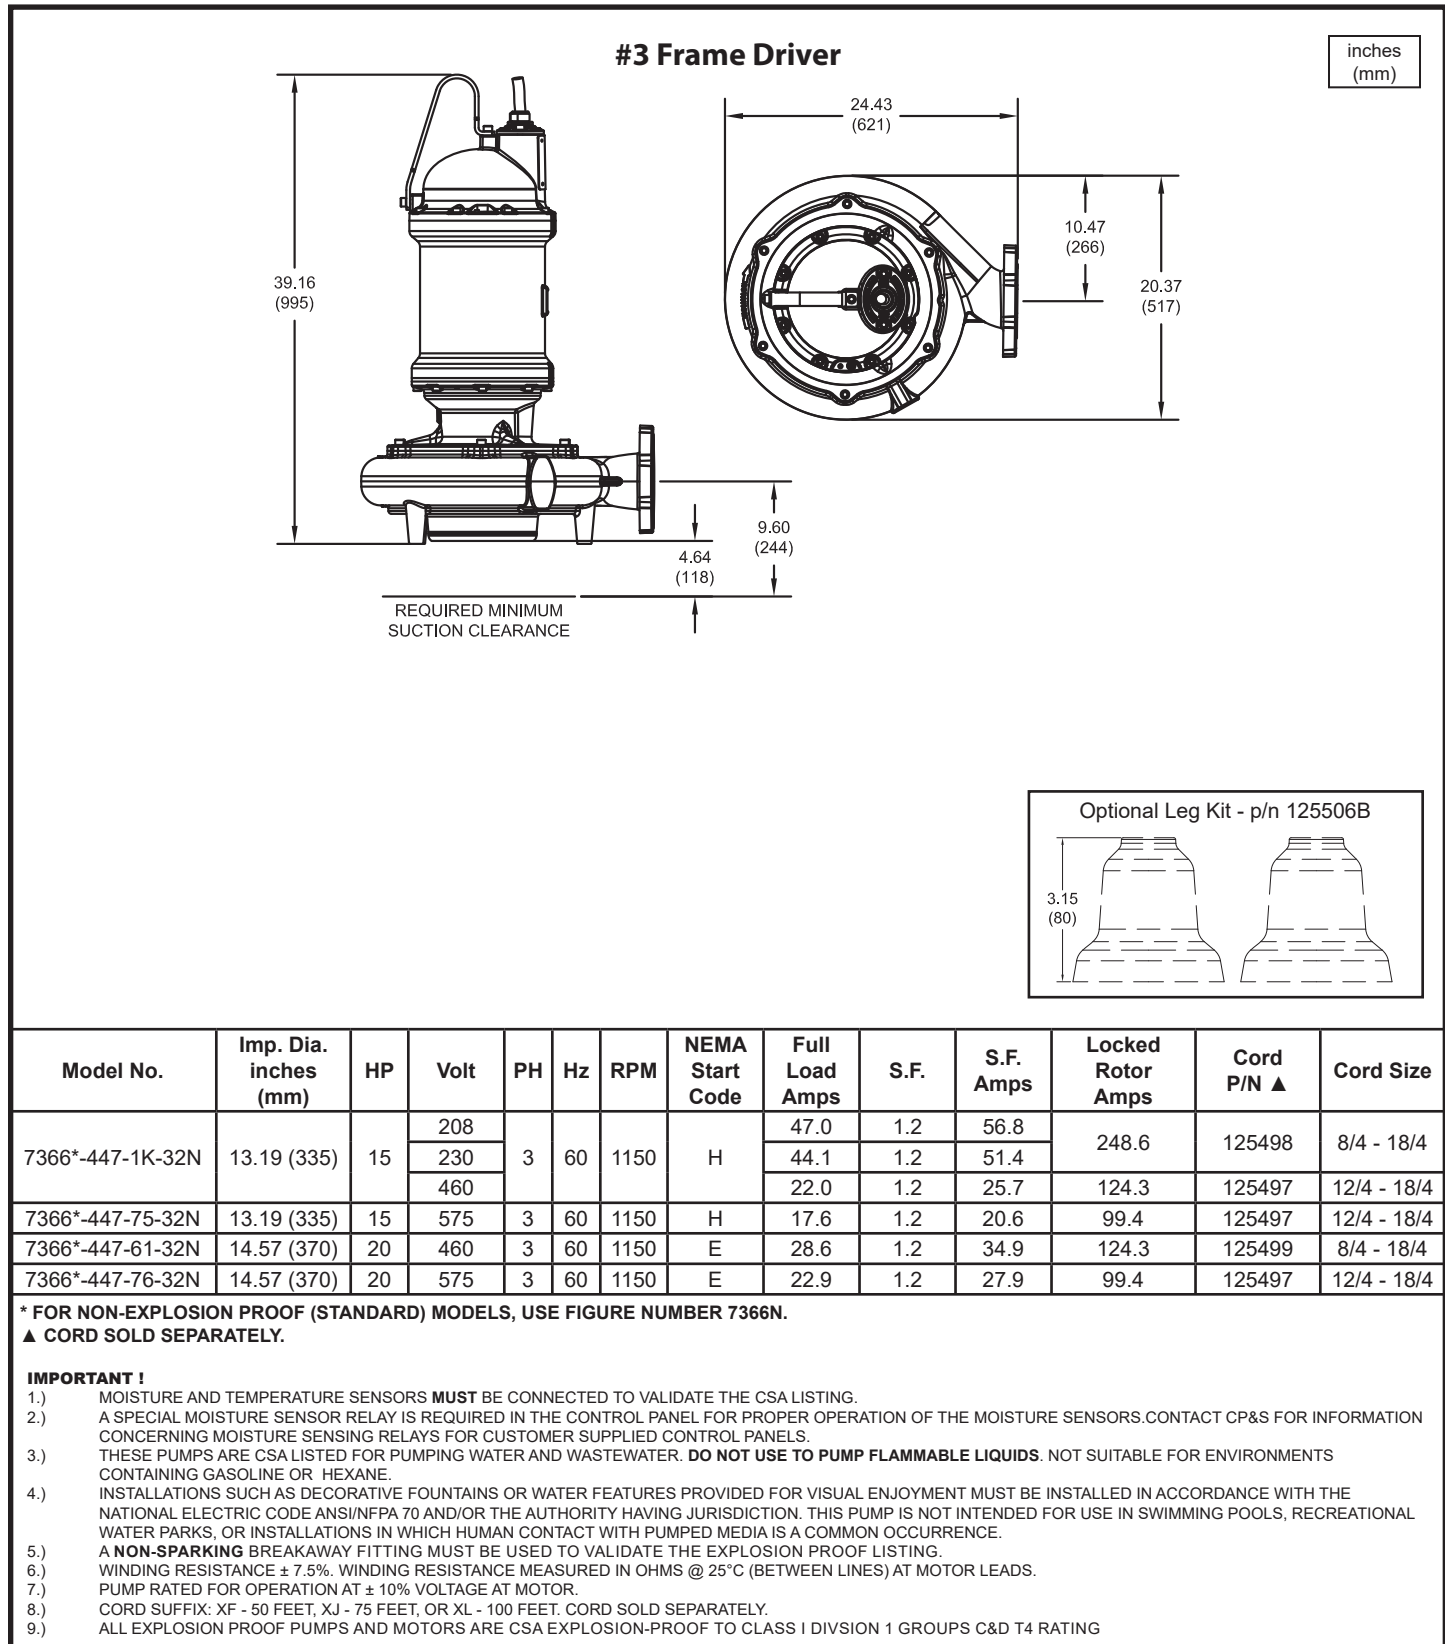 #3 Frame Driver
inches
(mm)
24.43
(621)
10.47
(266)
20.37
(517)
39.16
(995)
9.60
(244)
4.64
(118)
REQUIRED MINIMUM
SUCTION CLEARANCE
Optional Leg Kit - p/n 125506B
3.15
(80)
Model No. Imp. Dia. inches (mm) HP Volt PH Hz RPM NEMA Start Code Full Load Amps S.F. S.F. Amps Locked Rotor Amps Cord P/N ▲ Cord Size
7366*-447-1K-32N 13.19 (335) 15 208 3 60 1150 H 47.0 1.2 56.8 248.6 125498 8/4 - 18/4
230 44.1 1.2 51.4
460 22.0 1.2 25.7 124.3 125497 12/4 - 18/4
7366*-447-75-32N 13.19 (335) 15 575 3 60 1150 H 17.6 1.2 20.6 99.4 125497 12/4 - 18/4
7366*-447-61-32N 14.57 (370) 20 460 3 60 1150 E 28.6 1.2 34.9 124.3 125499 8/4 - 18/4
7366*-447-76-32N 14.57 (370) 20 575 3 60 1150 E 22.9 1.2 27.9 99.4 125497 12/4 - 18/4
* FOR NON-EXPLOSION PROOF (STANDARD) MODELS, USE FIGURE NUMBER 7366N.
▲ CORD SOLD SEPARATELY.
IMPORTANT !
1.) MOISTURE AND TEMPERATURE SENSORS MUST BE CONNECTED TO VALIDATE THE CSA LISTING.
2.) A SPECIAL MOISTURE SENSOR RELAY IS REQUIRED IN THE CONTROL PANEL FOR PROPER OPERATION OF THE MOISTURE SENSORS.CONTACT CP&S FOR INFORMATION
CONCERNING MOISTURE SENSING RELAYS FOR CUSTOMER SUPPLIED CONTROL PANELS.
3.) THESE PUMPS ARE CSA LISTED FOR PUMPING WATER AND WASTEWATER. DO NOT USE TO PUMP FLAMMABLE LIQUIDS. NOT SUITABLE FOR ENVIRONMENTS
CONTAINING GASOLINE OR HEXANE.
4.) INSTALLATIONS SUCH AS DECORATIVE FOUNTAINS OR WATER FEATURES PROVIDED FOR VISUAL ENJOYMENT MUST BE INSTALLED IN ACCORDANCE WITH THE
NATIONAL ELECTRIC CODE ANSI/NFPA 70 AND/OR THE AUTHORITY HAVING JURISDICTION. THIS PUMP IS NOT INTENDED FOR USE IN SWIMMING POOLS, RECREATIONAL
WATER PARKS, OR INSTALLATIONS IN WHICH HUMAN CONTACT WITH PUMPED MEDIA IS A COMMON OCCURRENCE.
5.) A NON-SPARKING BREAKAWAY FITTING MUST BE USED TO VALIDATE THE EXPLOSION PROOF LISTING.
6.) WINDING RESISTANCE ± 7.5%. WINDING RESISTANCE MEASURED IN OHMS @ 25°C (BETWEEN LINES) AT MOTOR LEADS.
7.) PUMP RATED FOR OPERATION AT ± 10% VOLTAGE AT MOTOR.
8.) CORD SUFFIX: XF - 50 FEET, XJ - 75 FEET, OR XL - 100 FEET. CORD SOLD SEPARATELY.
9.) ALL EXPLOSION PROOF PUMPS AND MOTORS ARE CSA EXPLOSION-PROOF TO CLASS I DIVSION 1 GROUPS C&D T4 RATING